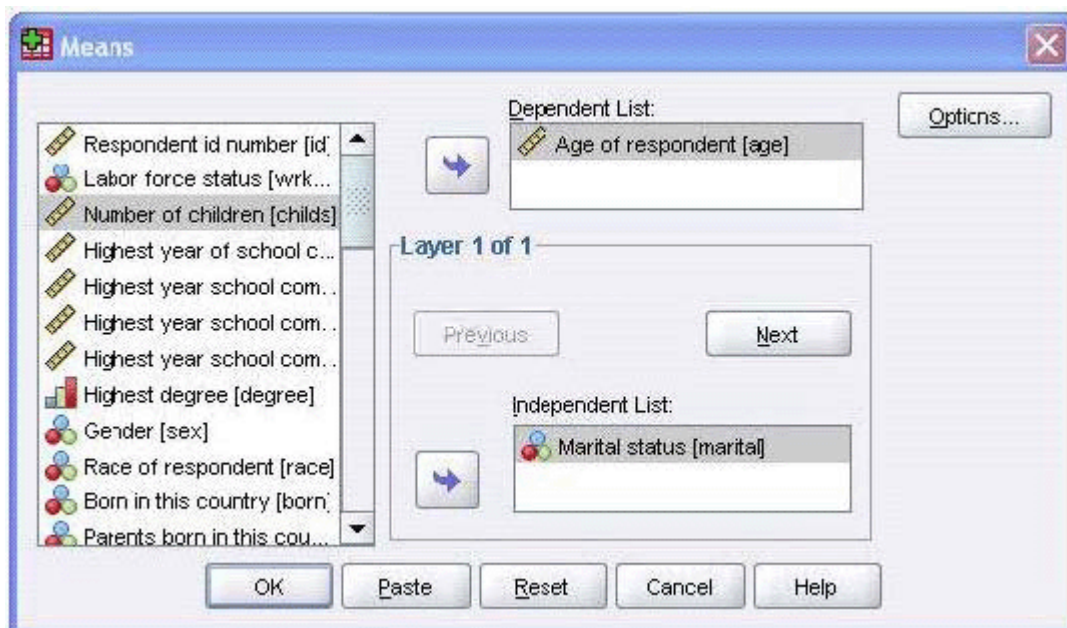 Means
Dependent List:
Options...
Respondent id number [id]
Labor force status [wrk...
Number of children [childs]
Highest year of school c...
Highest year school com...
Highest year school com...
Highest year school com...
Highest degree [degree]
Gender [sex]
Race of respondent [race]
Born in this country [born]
Parents born in this cou...
Age of respondent [age]
Layer 1 of 1
Previous
Next
Independent List:
Marital status [marital]
OK
Paste
Reset
Cancel
Help